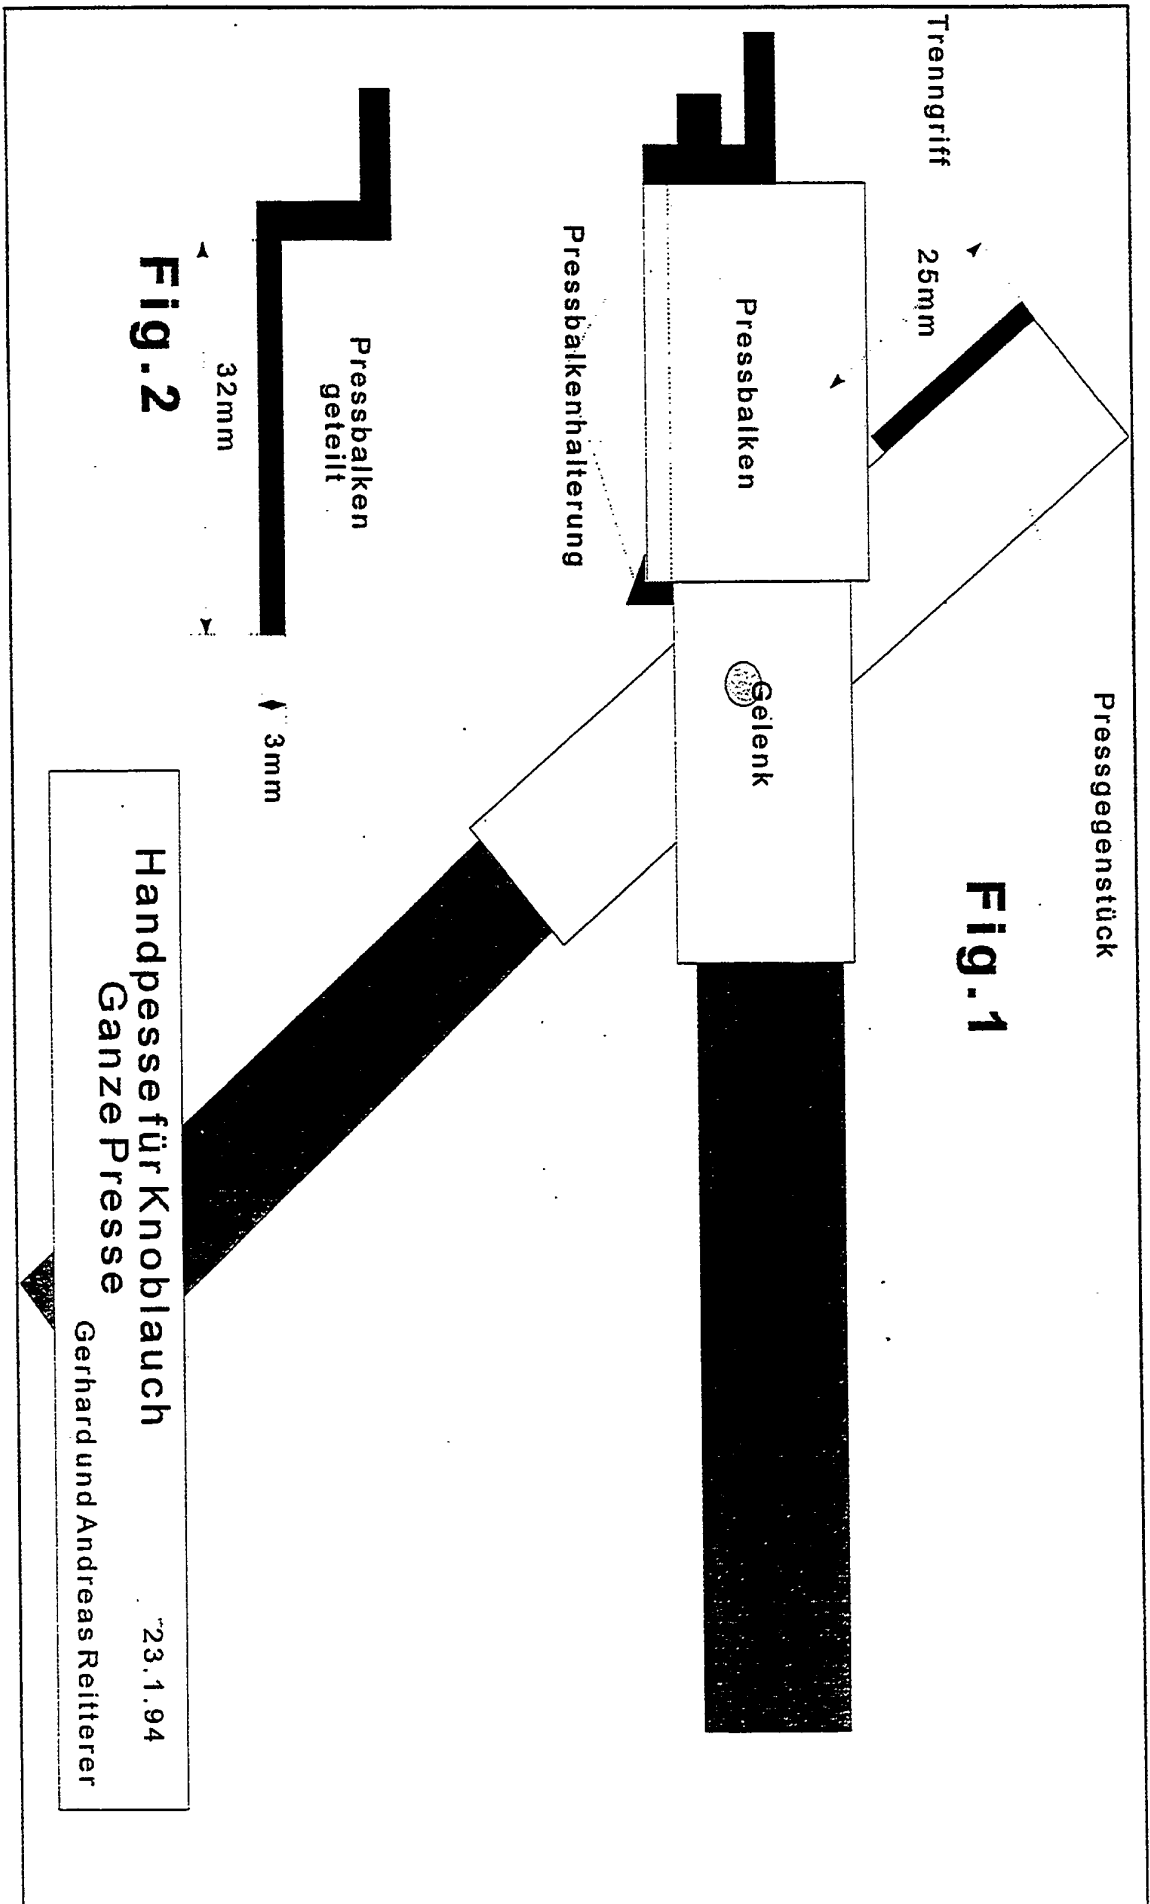 Pressgegenstück
Fig.1
Trenngriff
25mm
Pressbalken
Gelenk
Pressbalkenhalterung
Pressbalken
geteilt
32mm
3mm
Fig.2
Handpesse für Knoblauch
Ganze Presse
23.1.94
Gerhard und Andreas Reitterer